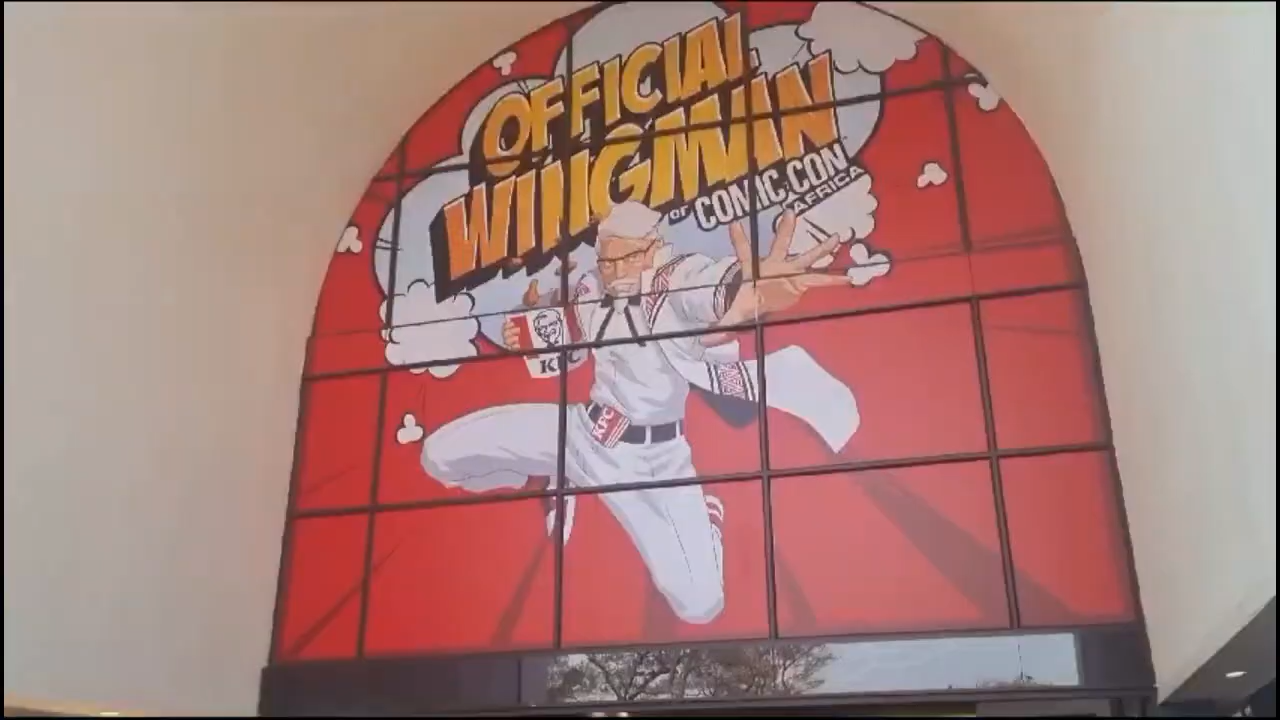 OFFICIAL
WINGMAN
OF COMIC CON
AFRICA
KFC
KFC